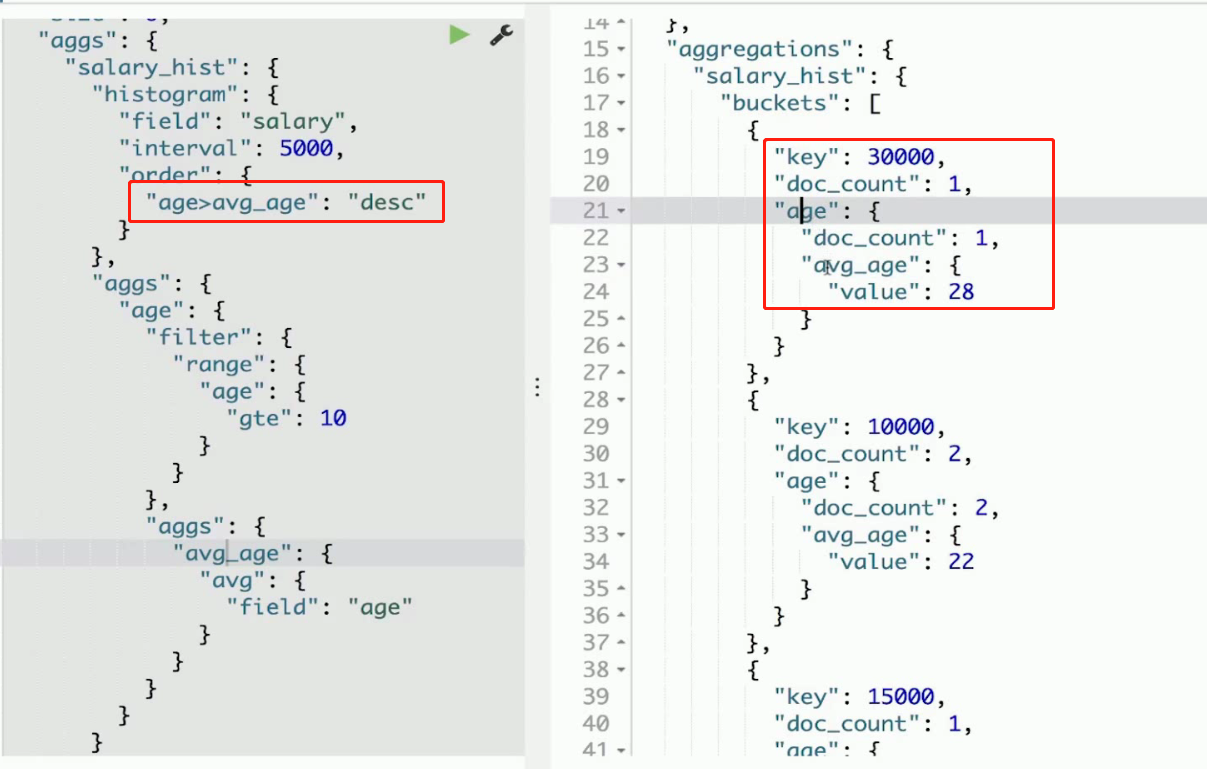 "size": 0,
"aggs": {
"salary_hist": {
"histogram": {
"field": "salary",
"interval": 5000,
"order": {
"age>avg_age": "desc"
}
},
"aggs": {
"age": {
"filter": {
"range": {
"age": {
"gte": 10
}
}
},
"aggs": {
"avg_age": {
"avg": {
"field": "age"
}
}
}
}
}
14 },
15 "aggregations": {
16 "salary_hist": {
17 "buckets": [
18 {
19 "key": 30000,
20 "doc_count": 1,
21 "age": {
22 "doc_count": 1,
23 "avg_age": {
24 "value": 28
25 }
26 }
27 },
28 {
29 "key": 10000,
30 "doc_count": 2,
31 "age": {
32 "doc_count": 2,
33 "avg_age": {
34 "value": 22
35 }
36 }
37 },
38 {
39 "key": 15000,
40 "doc_count": 1,
41 "age": {